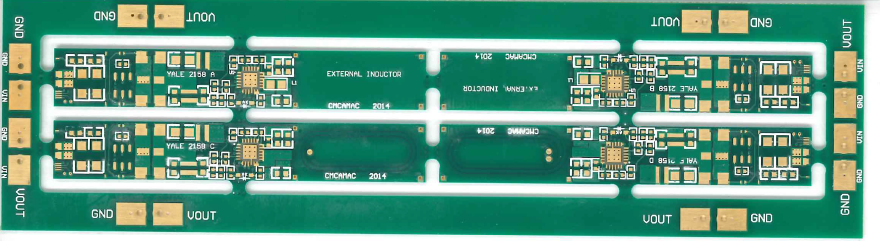 GND VOUT VOUT GND
GND VOUT
GND VIN
VIN GND
YALE 2158 A
EXTERNAL INDUCTOR
CMCAMAC 2014
CMCAMAC 2014
EXTERNAL INDUCTOR
YALE 2158 B
GND VIN
VIN GND
YALE 2158 C
CMCAMAC 2014
CMCAMAC 2014
YALE 2158 D
VOUT GND
GND VOUT VOUT GND